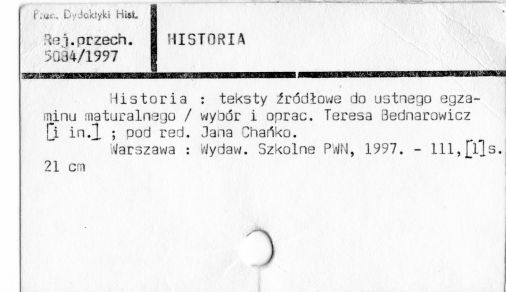 Prac. Dydaktyki Hist.
Rej.przech. HISTORIA
5084/1997
Historia : teksty źródłowe do ustnego egza-
minu maturalnego / wybór i oprac. Teresa Bednarowicz
[i in.] ; pod red. Jana Chańko.
Warszawa : Wydaw. Szkolne PWN, 1997. - 111,[1]s.
21 cm